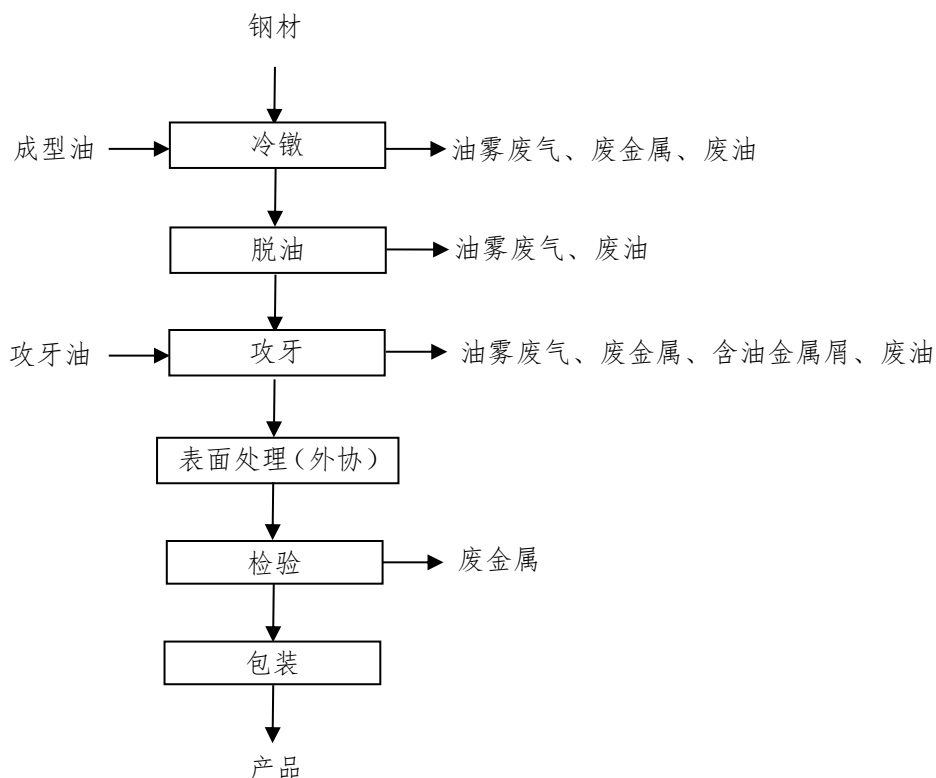 钢材
成型油 冷镦 油雾废气、废金属、废油
脱油 油雾废气、废油
攻牙油 攻牙 油雾废气、废金属、含油金属屑、废油
表面处理（外协）
检验 废金属
包装
产品